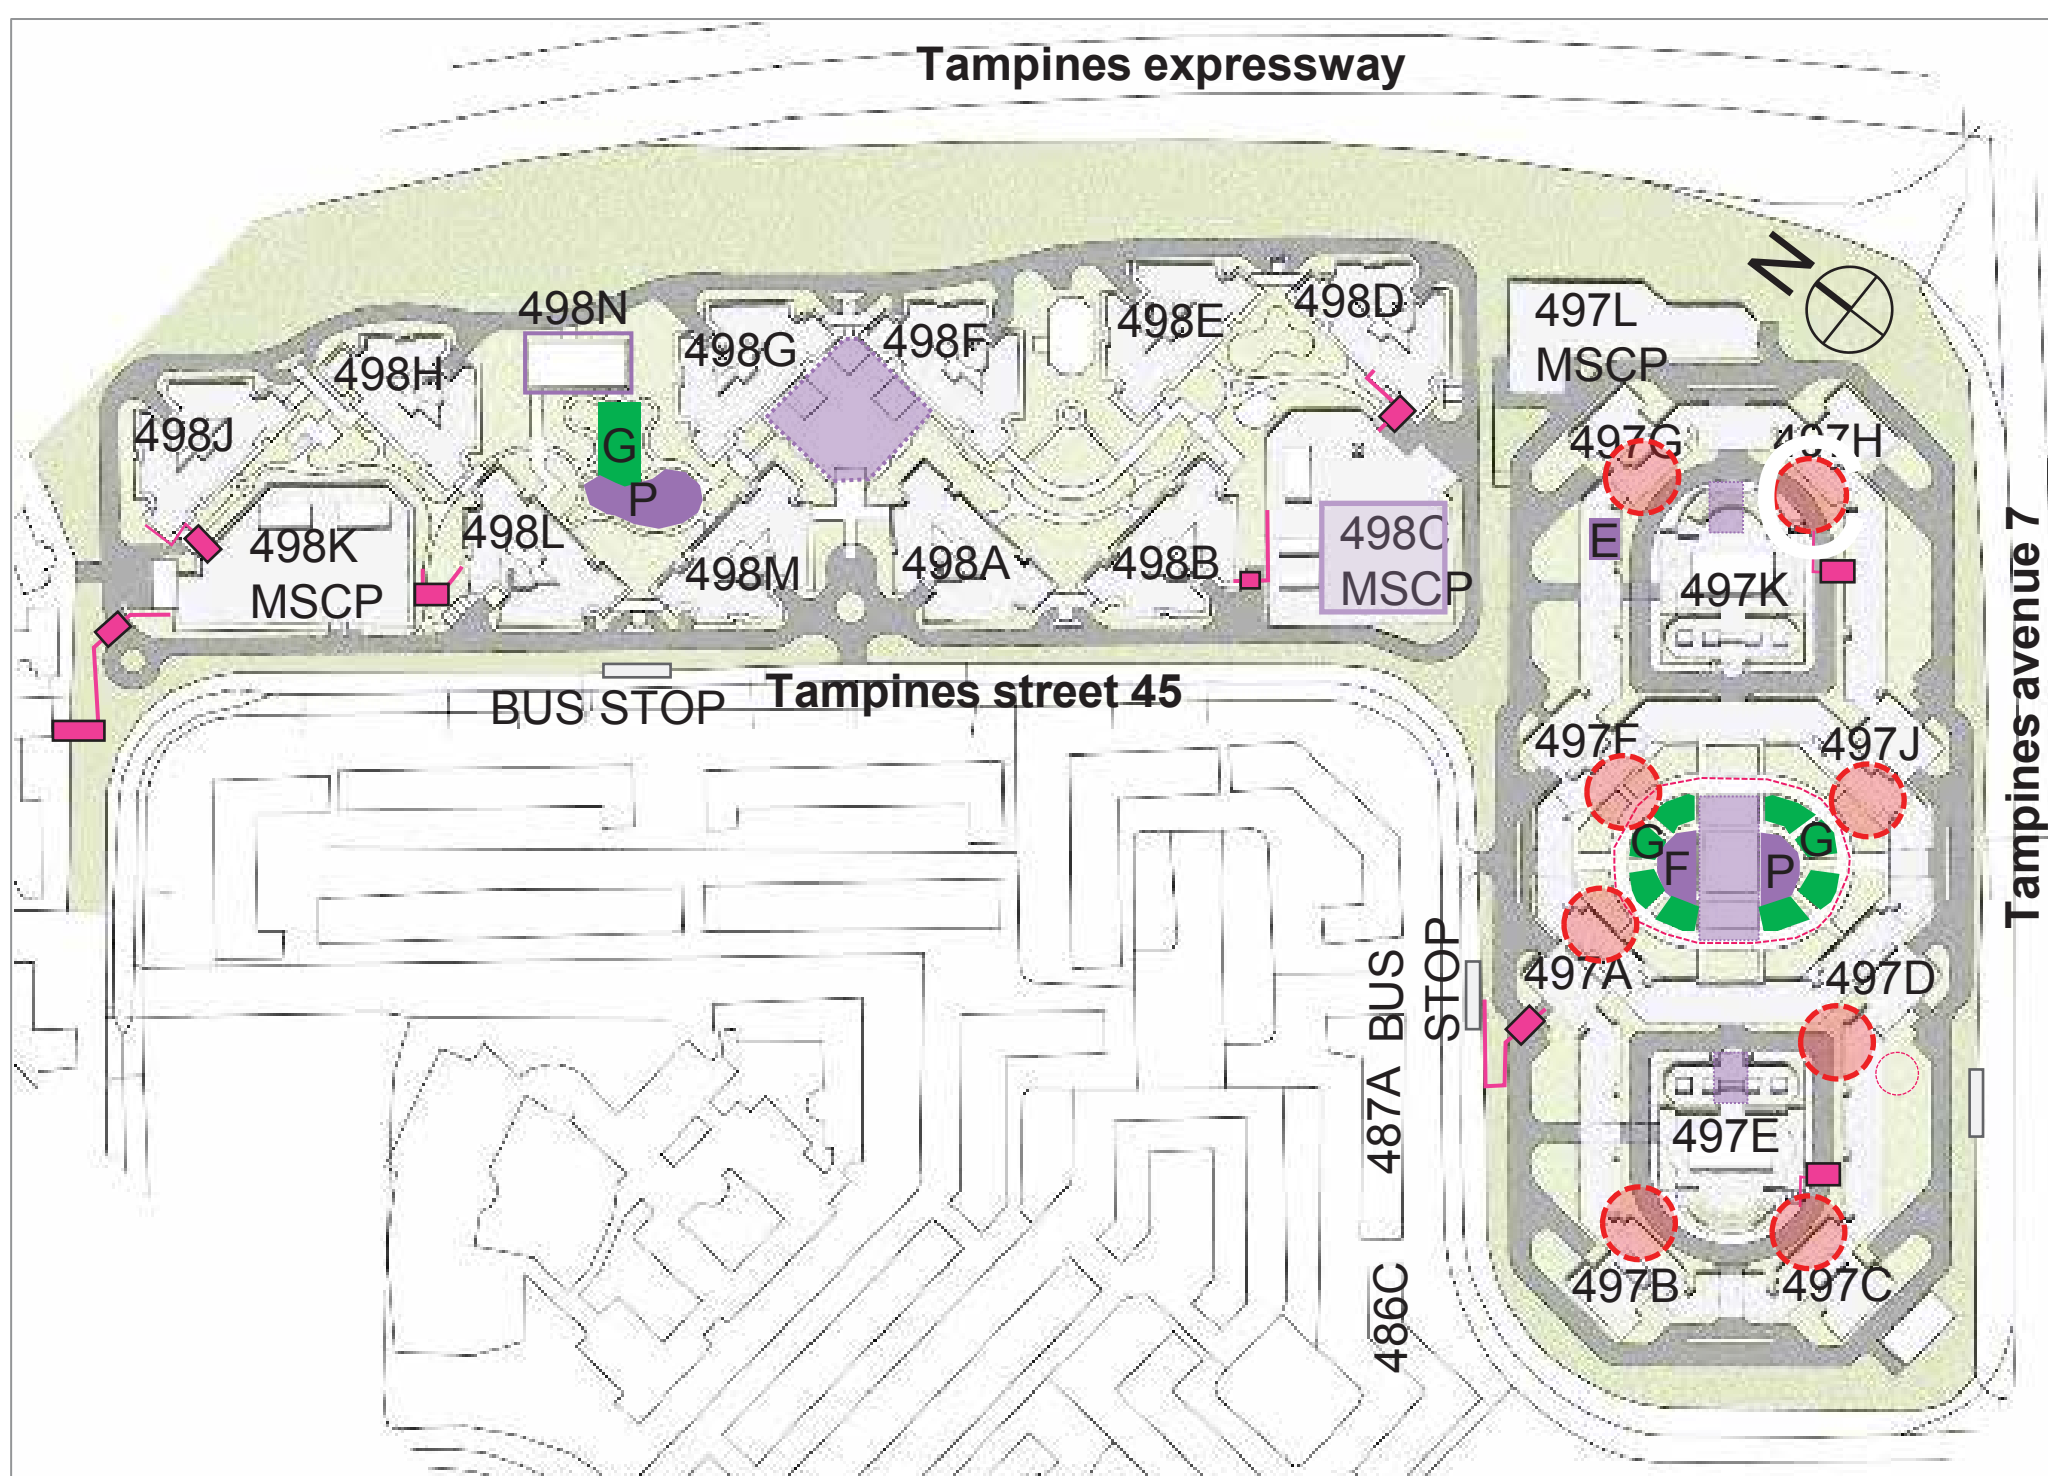 Tampines expressway
N
498N
498E
498D
497L
MSCP
498G
498F
498H
498J
G
P
497G
497H
498K
MSCP
498L
498M
498A
498B
498C
MSCP
E
497K
Tampines avenue 7
BUS STOP
Tampines street 45
497F
497J
G
F
P
G
497A
497D
BUS
STOP
487A
497E
486C
497B
497C